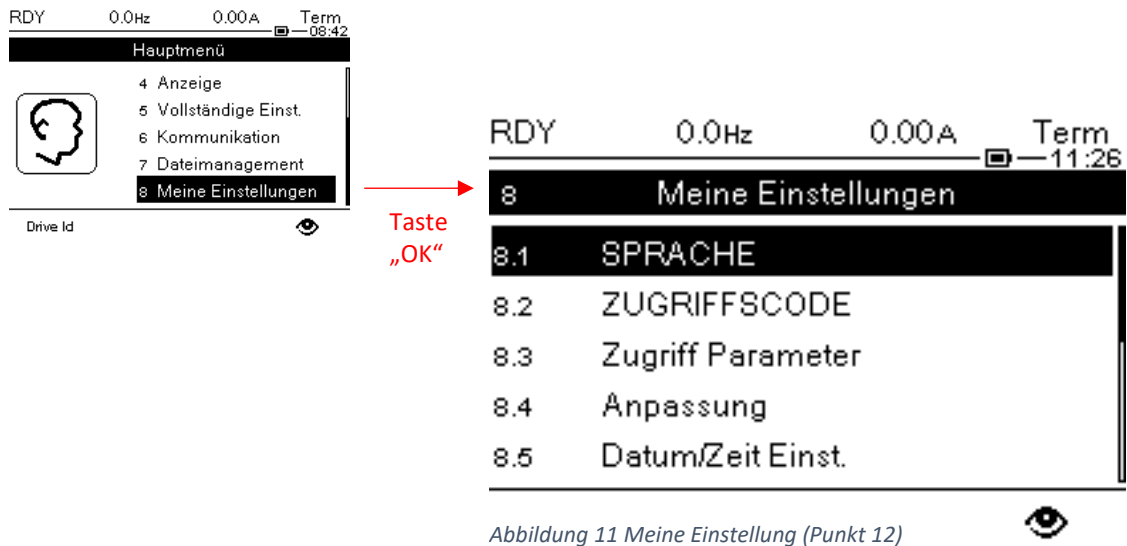 RDY 0.0Hz 0.00A Term
08:42
Hauptmenü
4 Anzeige
5 Vollständige Einst.
6 Kommunikation
7 Dateimanagement
8 Meine Einstellungen
Drive Id
Taste
„OK“
RDY 0.0Hz 0.00A Term
11:26
8 Meine Einstellungen
8.1 SPRACHE
8.2 ZUGRIFFSCODE
8.3 Zugriff Parameter
8.4 Anpassung
8.5 Datum/Zeit Einst.
Abbildung 11 Meine Einstellung (Punkt 12)